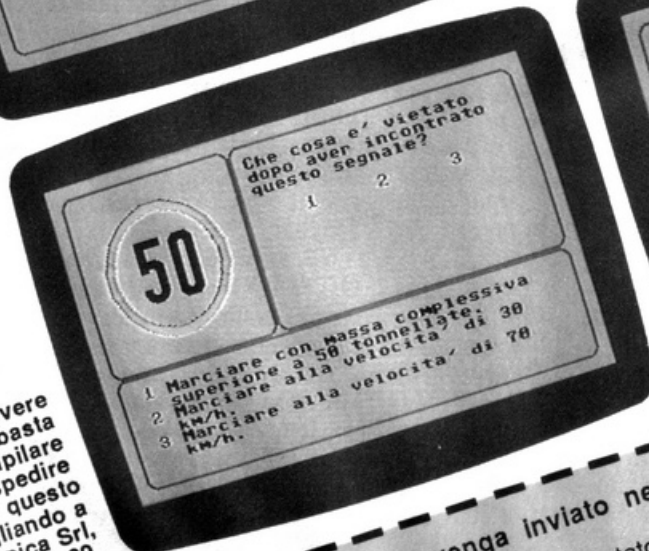 50
Che cosa e' vietato
dopo aver incontrato
questo segnale?
1 2 3
1 Marciare con massa complessiva
superiore a 50 tonnellate.
2 Marciare alla velocita' di 30
km/h.
3 Marciare alla velocita' di 70
km/h.
vere
basta
pilare
pedire
questo
liando a
ica Srl,
enga inviato ne